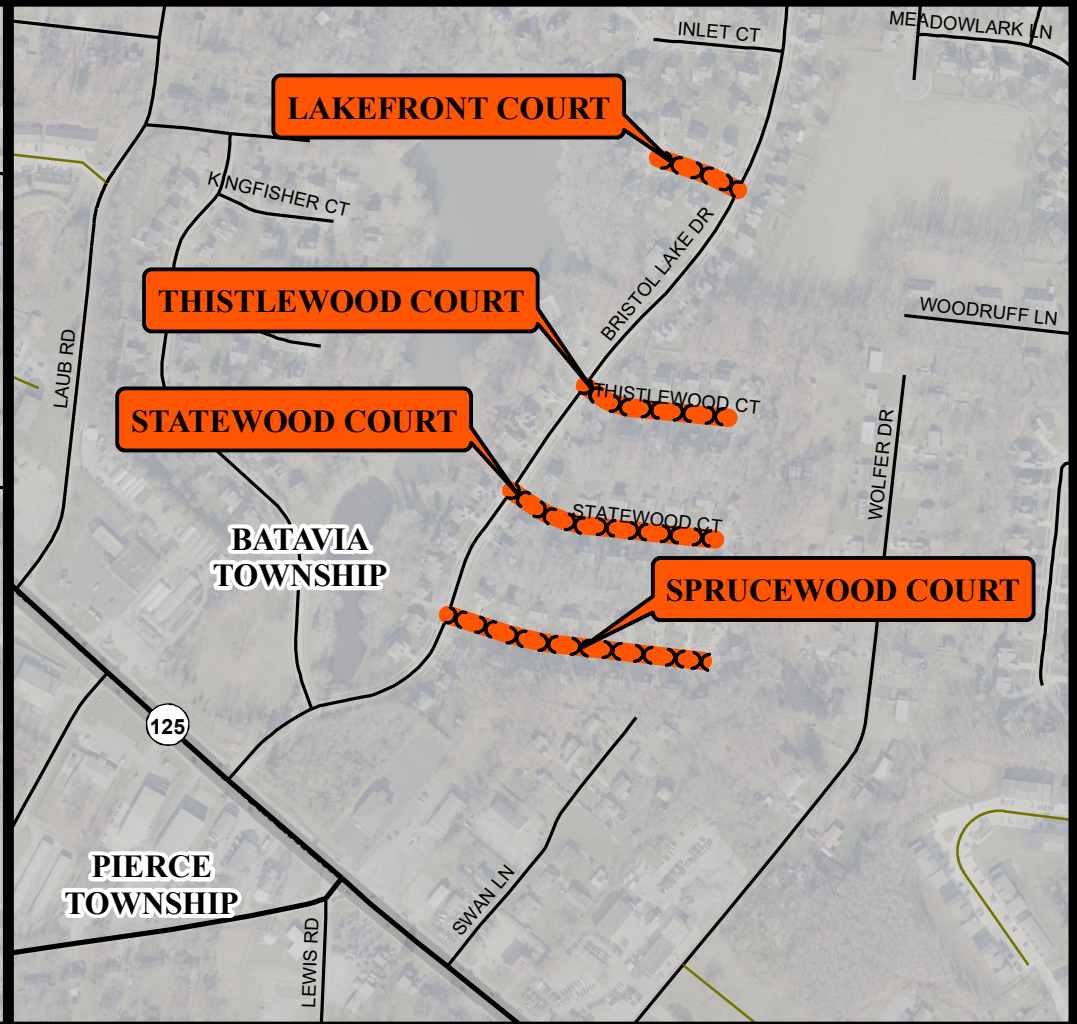 INLET CT
MEADOWLARK LN
LAKEFRONT COURT
KINGFISHER CT
BRISTOL LAKE DR
THISTLEWOOD COURT
WOODRUFF LN
LAUB RD
THISTLEWOOD CT
STATEWOOD COURT
WOLFER DR
STATEWOOD CT
BATAVIA
TOWNSHIP
SPRUCEWOOD COURT
125
PIERCE
TOWNSHIP
SWAN LN
LEWIS RD